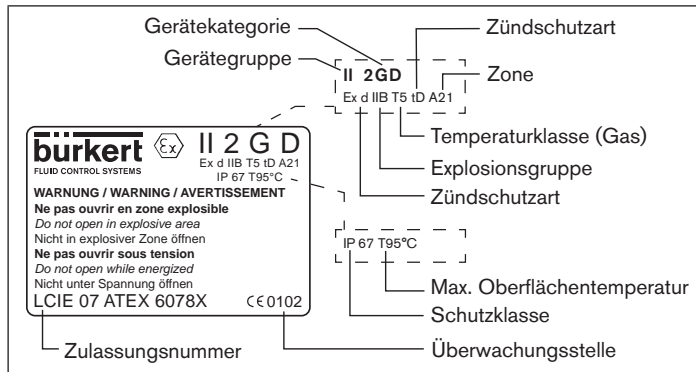 Gerätekategorie
Gerätegruppe
Zündschutzart
II 2GD
Zone
Ex d IIB T5 tD A21
Temperaturklasse (Gas)
Explosionsgruppe
Zündschutzart
bürkert
FLUID CONTROL SYSTEMS
εx II 2 G D
Ex d IIB T5 tD A21
IP 67 T95°C
WARNUNG / WARNING / AVERTISSEMENT
Ne pas ouvrir en zone explosible
Do not open in explosive area
Nicht in explosiver Zone öffnen
Ne pas ouvrir sous tension
Do not open while energized
Nicht unter Spannung öffnen
LCIE 07 ATEX 6078X CE 0102
IP 67 T95°C
Max. Oberflächentemperatur
Schutzklasse
Zulassungsnummer
Überwachungsstelle